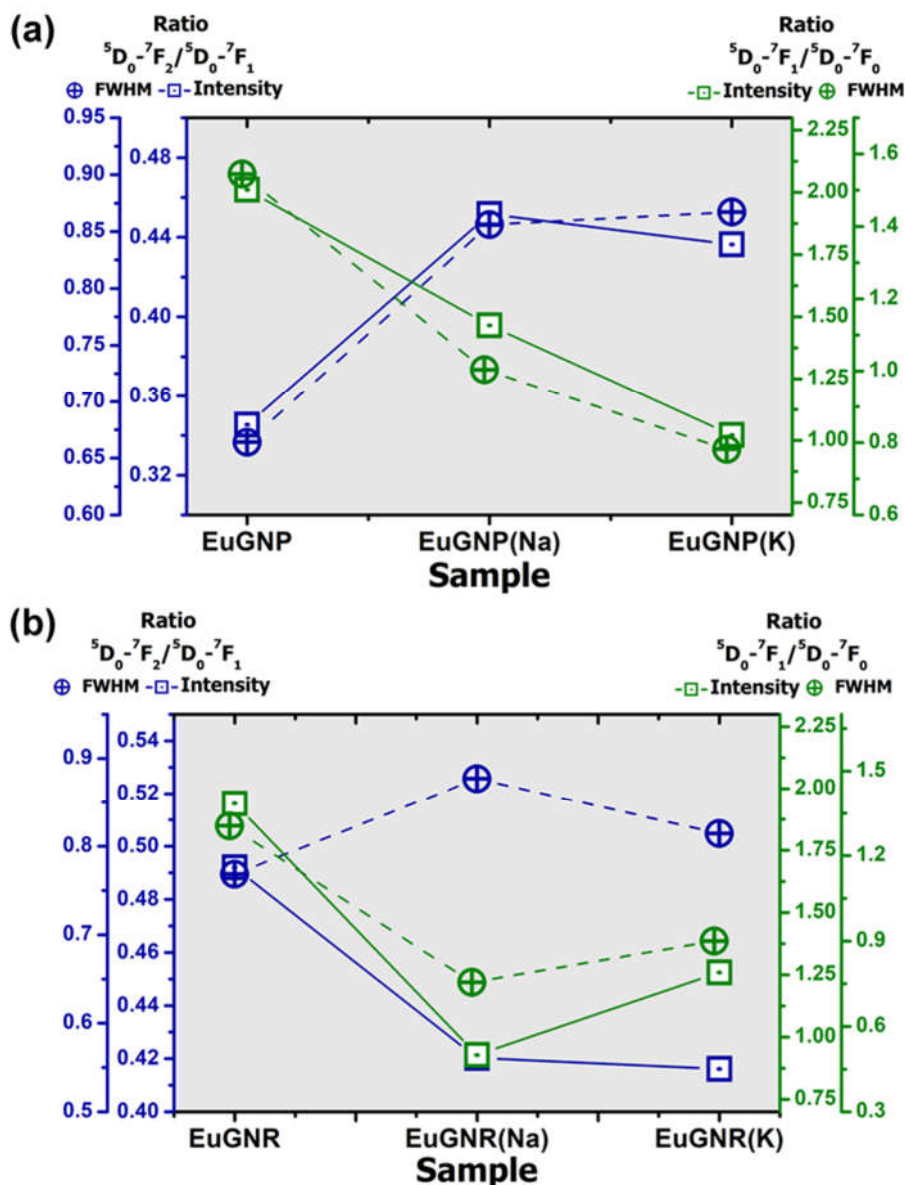 (a)
Ratio
⁵D₀-⁷F₂/⁵D₀-⁷F₁
FWHM Intensity
Ratio
⁵D₀-⁷F₁/⁵D₀-⁷F₀
Intensity FWHM
0.95
0.90
0.85
0.80
0.75
0.70
0.65
0.60
0.48
0.44
0.40
0.36
0.32
2.25
2.00
1.75
1.50
1.25
1.00
0.75
1.6
1.4
1.2
1.0
0.8
0.6
EuGNP EuGNP(Na) EuGNP(K)
Sample
(b)
Ratio
⁵D₀-⁷F₂/⁵D₀-⁷F₁
FWHM Intensity
Ratio
⁵D₀-⁷F₁/⁵D₀-⁷F₀
Intensity FWHM
0.9
0.8
0.7
0.6
0.5
0.54
0.52
0.50
0.48
0.46
0.44
0.42
0.40
2.25
2.00
1.75
1.50
1.25
1.00
0.75
1.5
1.2
0.9
0.6
0.3
EuGNR EuGNR(Na) EuGNR(K)
Sample